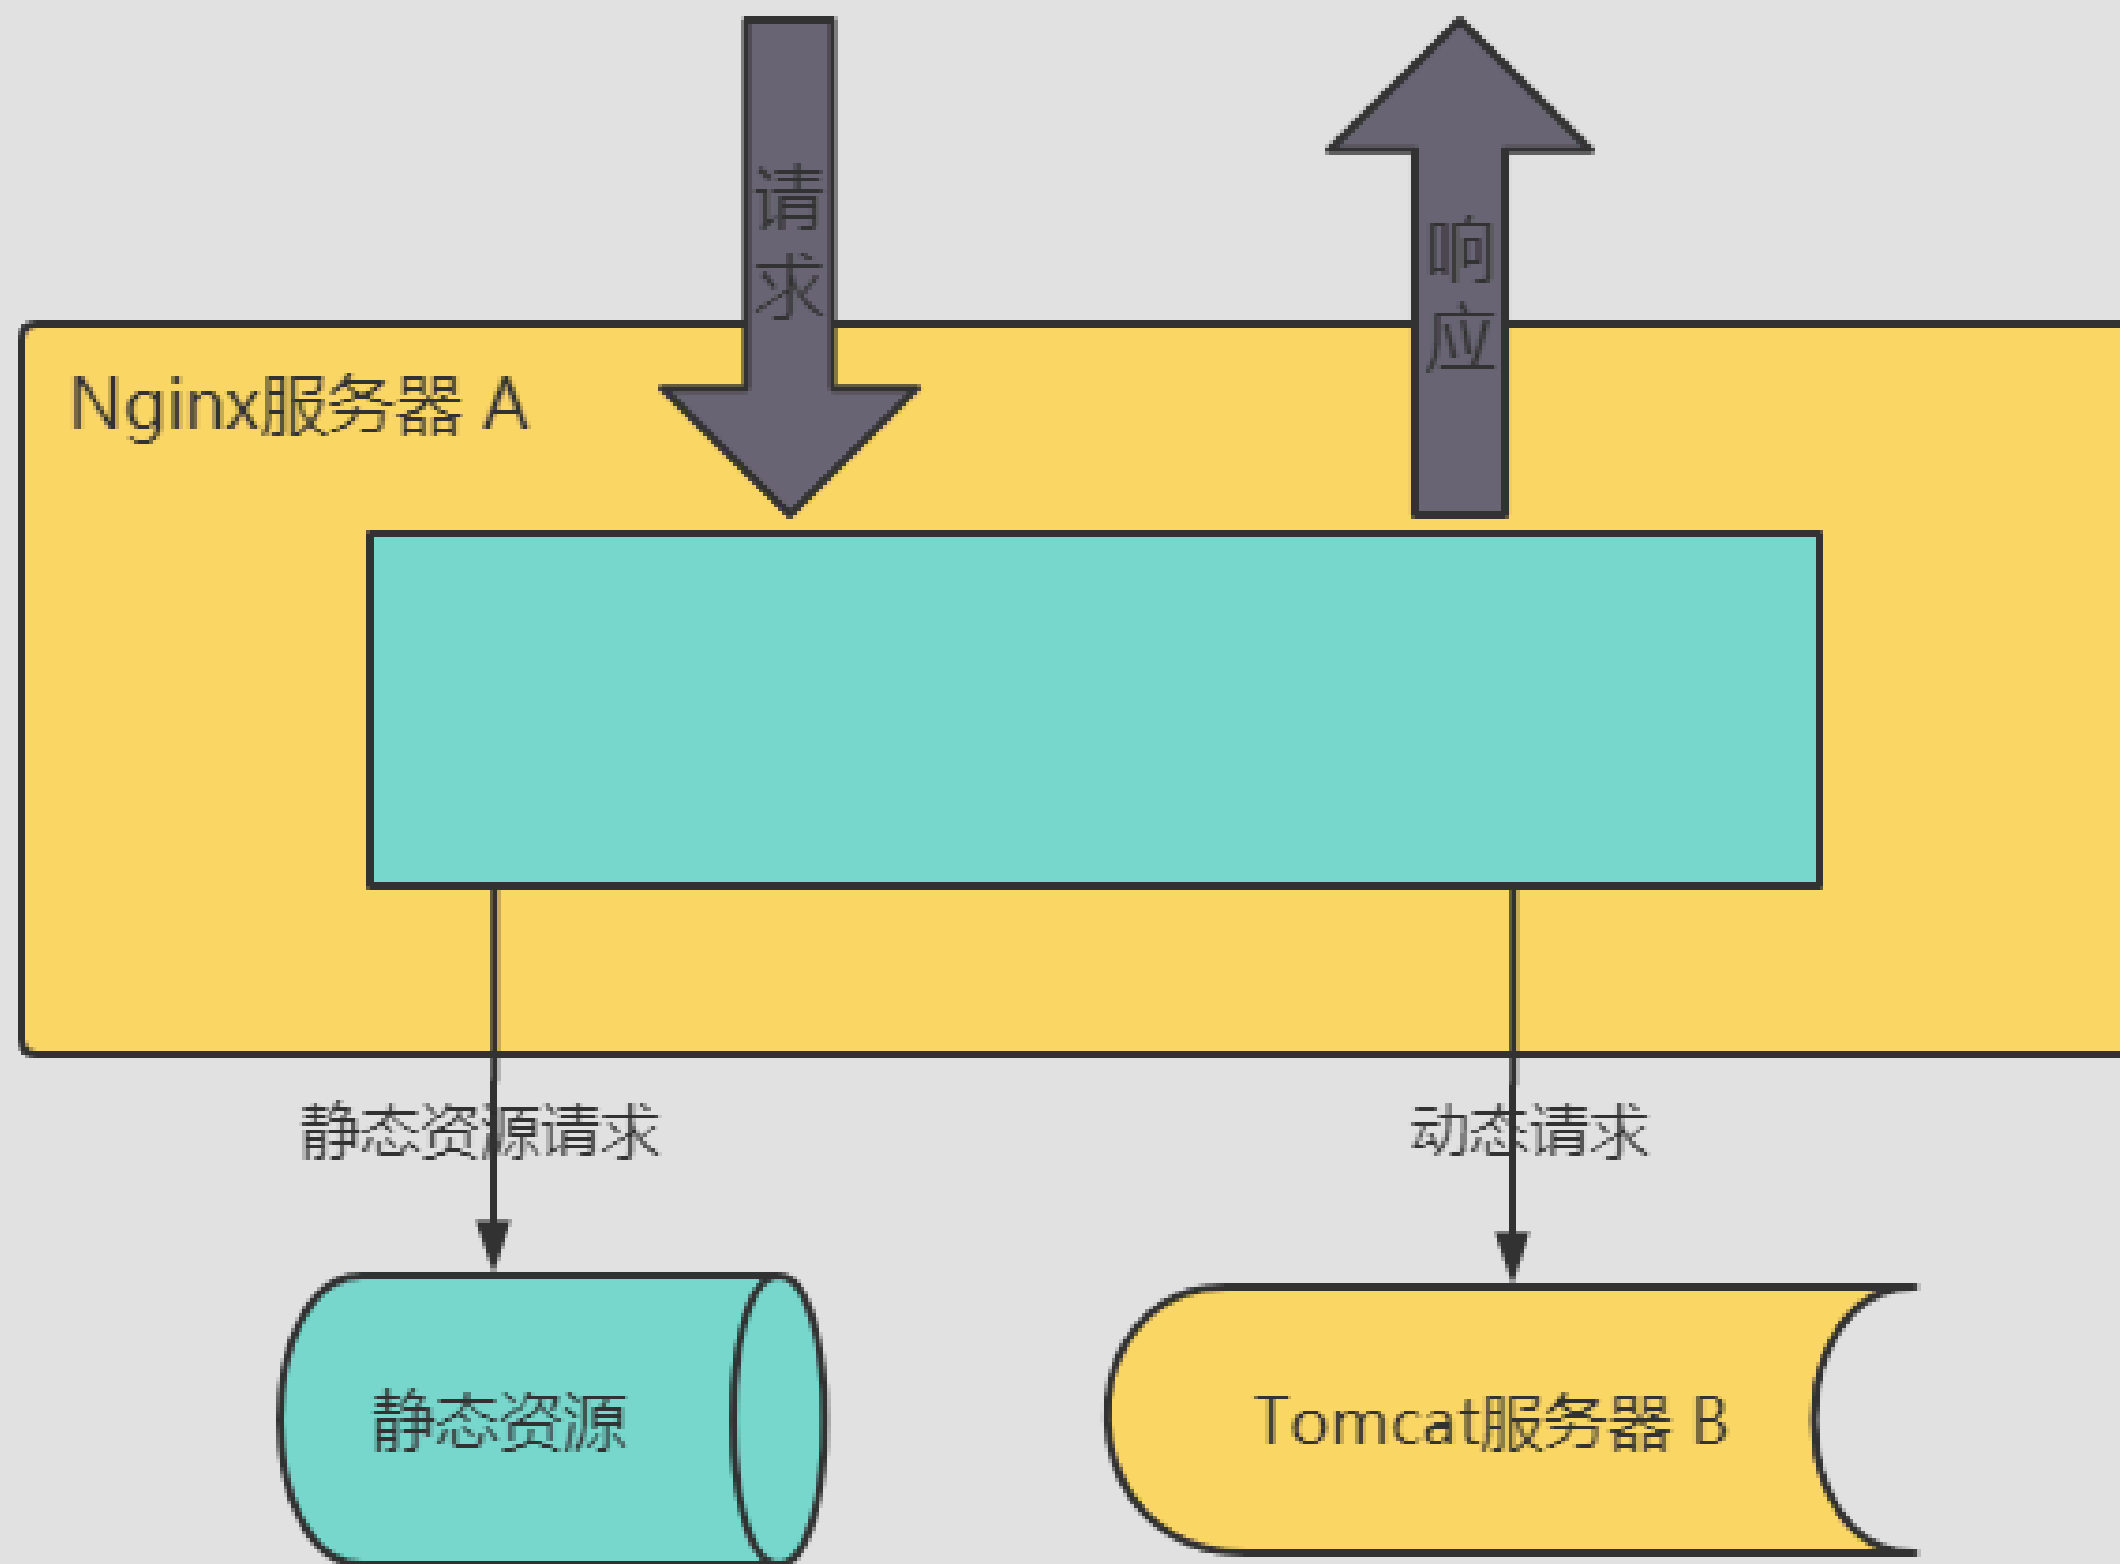 请求
响应
Nginx服务器 A
静态资源请求
动态请求
静态资源
Tomcat服务器 B